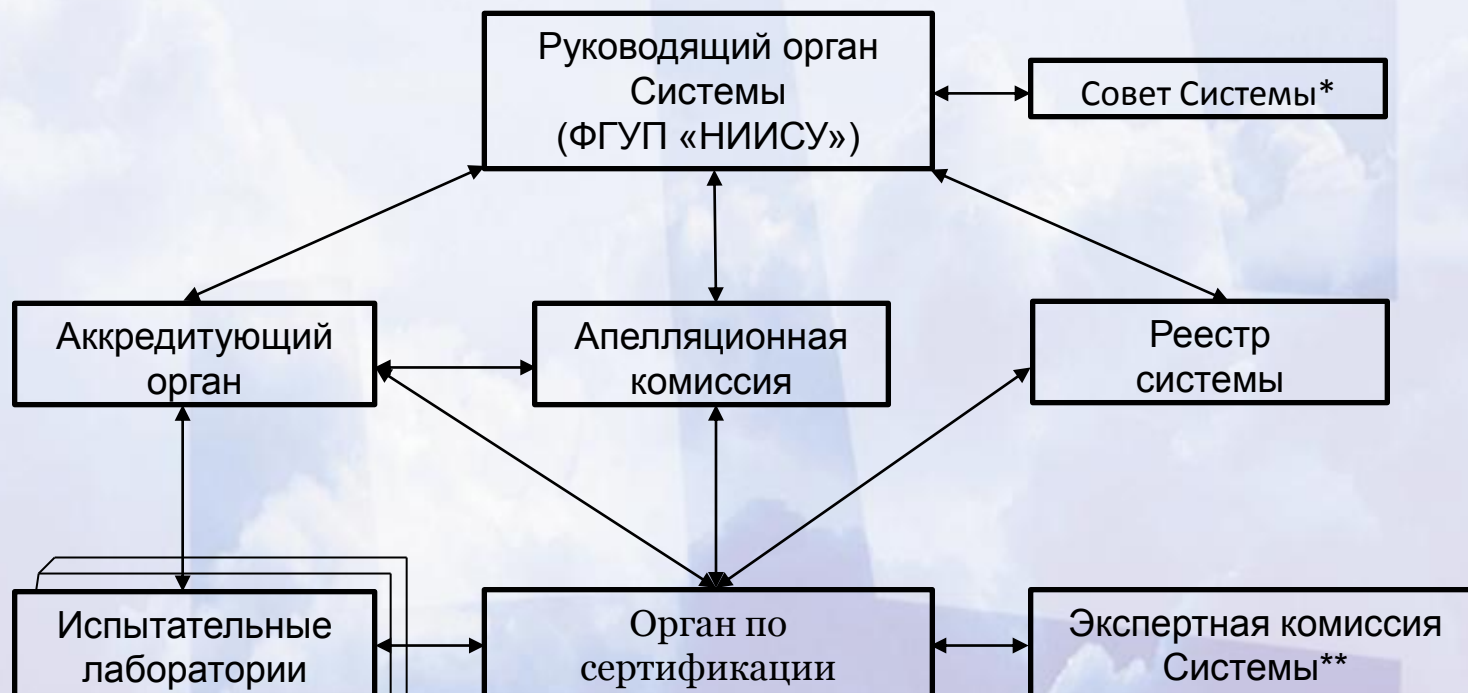 Руководящий орган
Системы
(ФГУП «НИИСУ»)
Совет Системы*
Аккредитующий
орган
Апелляционная
комиссия
Реестр
системы
Испытательные
лаборатории
Орган по
сертификации
Экспертная комиссия
Системы**